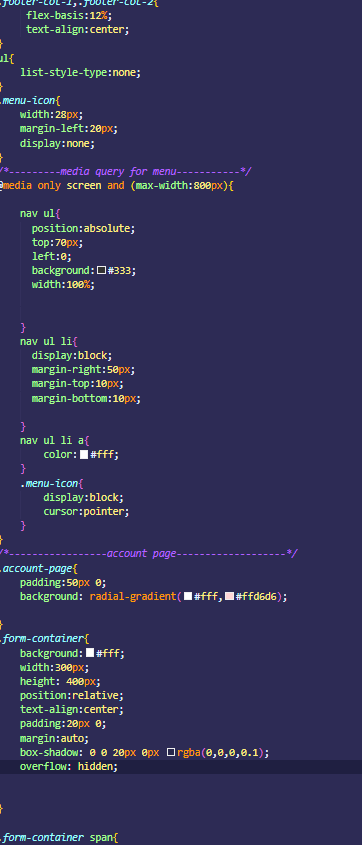 .footer-col-1,.footer-col-2{
flex-basis:12%;
text-align:center;
}
ul{
list-style-type:none;
}
.menu-icon{
width:28px;
margin-left:20px;
display:none;
}
/*---------media query for menu-----------*/
@media only screen and (max-width:800px){
nav ul{
position:absolute;
top:70px;
left:0;
background:#333;
width:100%;
}
nav ul li{
display:block;
margin-right:50px;
margin-top:10px;
margin-bottom:10px;
}
nav ul li a{
color:#fff;
}
.menu-icon{
display:block;
cursor:pointer;
}
}
/*-----------------account page-------------------*/
.account-page{
padding:50px 0;
background: radial-gradient(#fff,#ffd6d6);
}
.form-container{
background:#fff;
width:300px;
height: 400px;
position:relative;
text-align:center;
padding:20px 0;
margin:auto;
box-shadow: 0 0 20px 0px rgba(0,0,0,0.1);
overflow: hidden;
}
.form-container span{